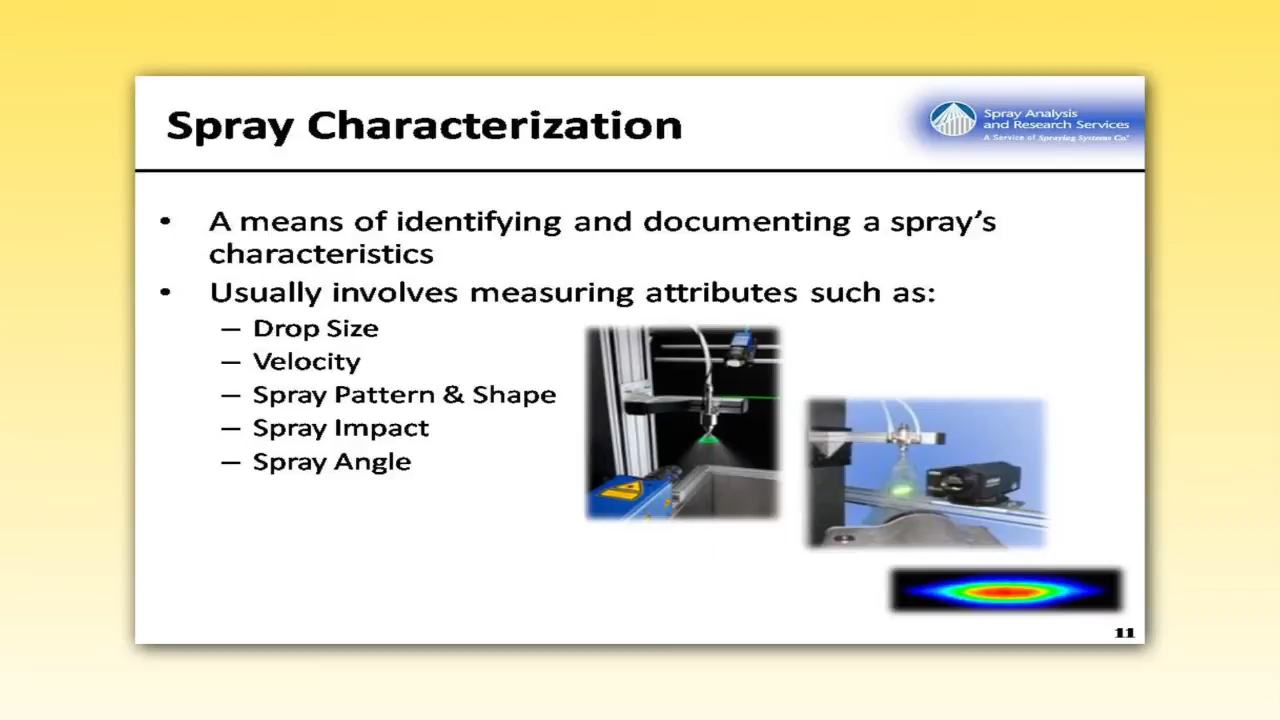 Spray Characterization
Spray Analysis
and Research Services
A Service of Spraying Systems Co.
• A means of identifying and documenting a spray's
characteristics
• Usually involves measuring attributes such as:
– Drop Size
– Velocity
– Spray Pattern & Shape
– Spray Impact
– Spray Angle
11